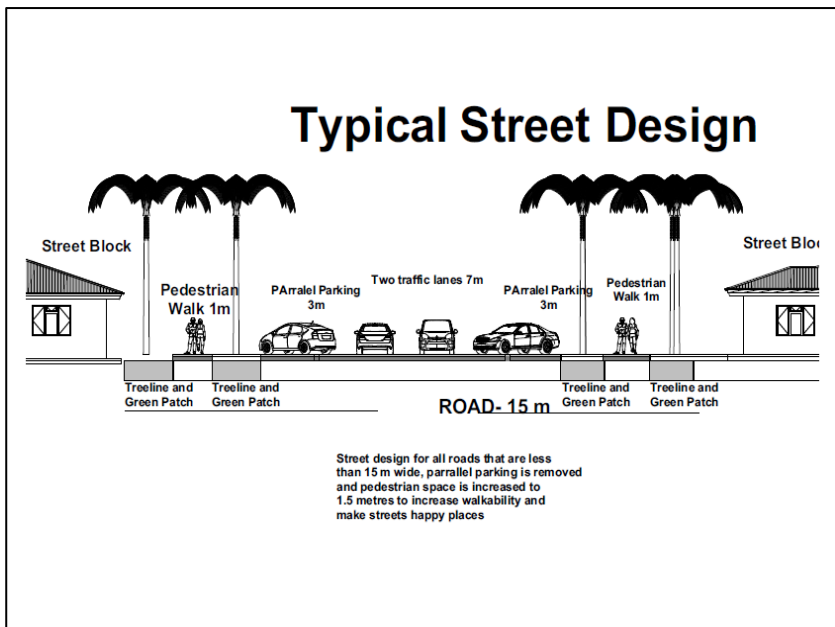 Typical Street Design
Street Block
Street Bloc
Pedestrian
Walk 1m
PArralel Parking
3m
Two traffic lanes 7m
PArralel Parking
3m
Pedestrian
Walk 1m
Treeline and
Green Patch
Treeline and
Green Patch
Treeline and
Green Patch
Treeline and
Green Patch
ROAD- 15 m
Street design for all roads that are less
than 15 m wide, parrallel parking is removed
and pedestrian space is increased to
1.5 metres to increase walkability and
make streets happy places